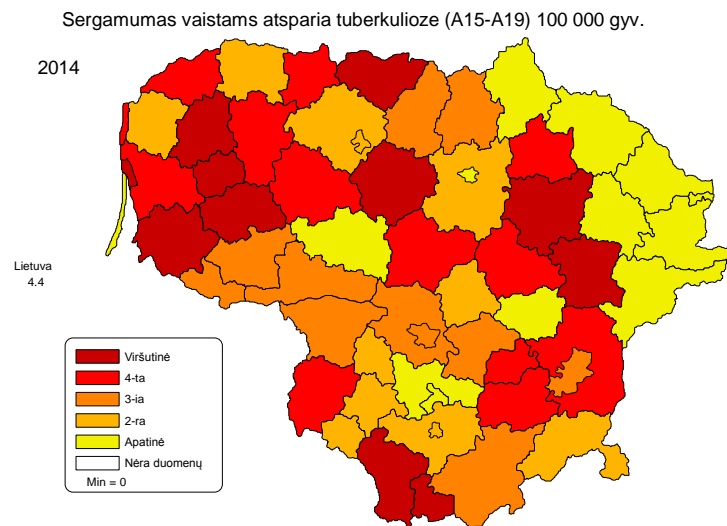 Sergamumas vaistams atsparia tuberkulioze (A15-A19) 100 000 gyv.
2014
Lietuva
4.4
Viršutinė
4-ta
3-ia
2-ra
Apatinė
Nėra duomenų
Min = 0